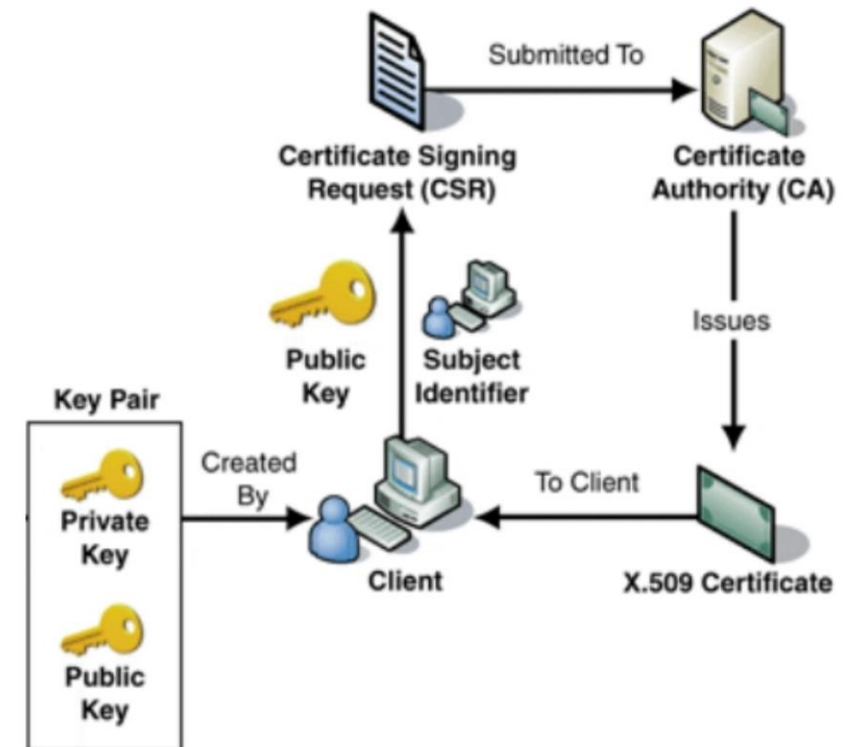 Submitted To
Certificate Signing
Request (CSR)
Certificate
Authority (CA)
Public
Key
Subject
Identifier
Issues
Key Pair
Private
Key
Public
Key
Created
By
Client
To Client
X.509 Certificate